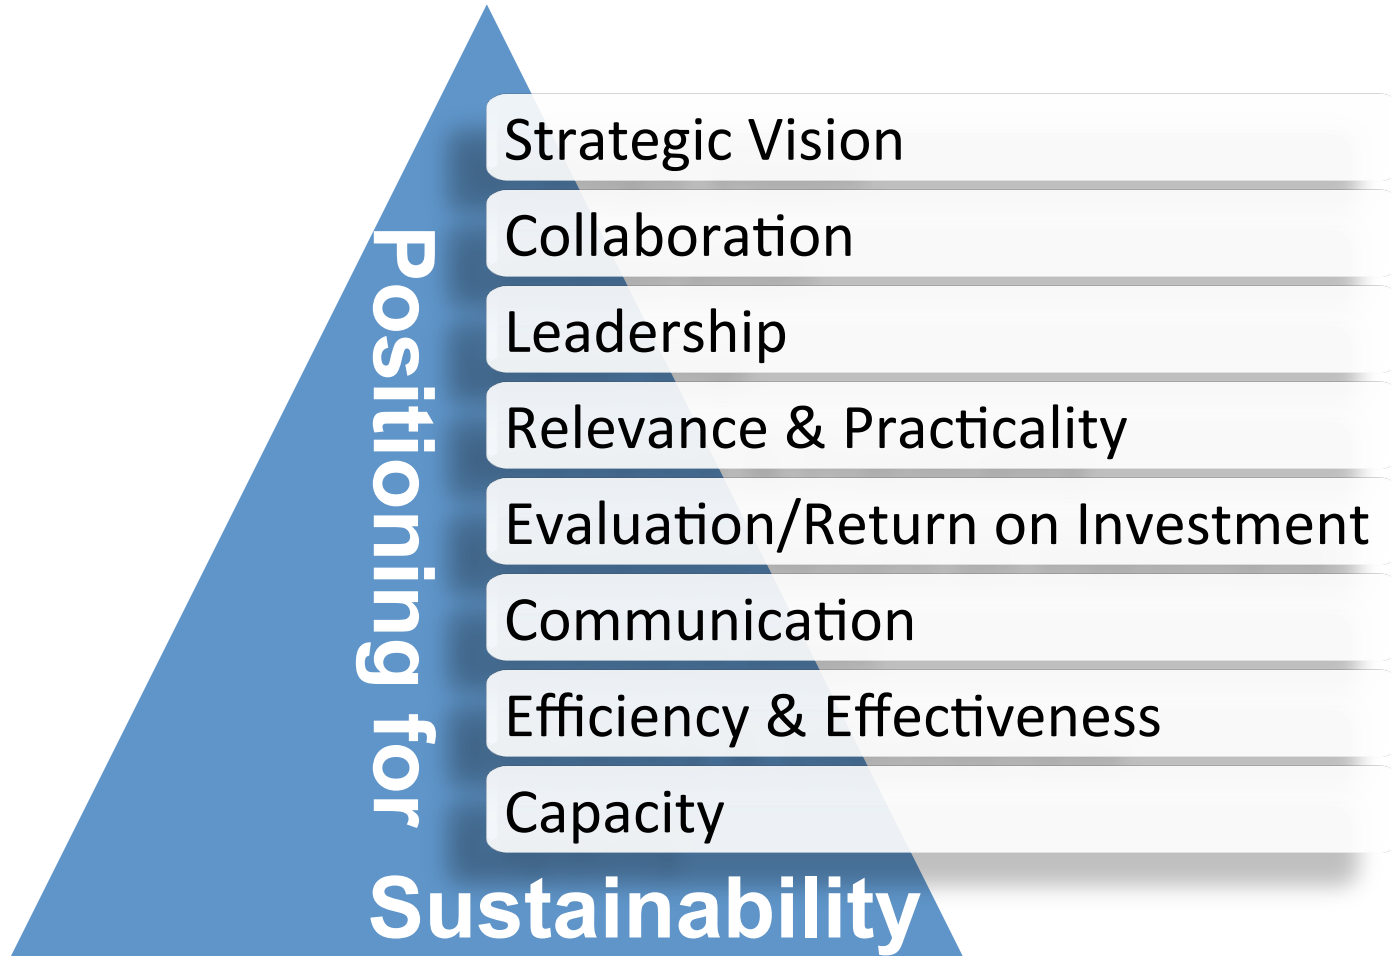 Strategic Vision
Collaboration
Leadership
Relevance & Practicality
Evaluation/Return on Investment
Communication
Efficiency & Effectiveness
Capacity
Positioning for
Sustainability